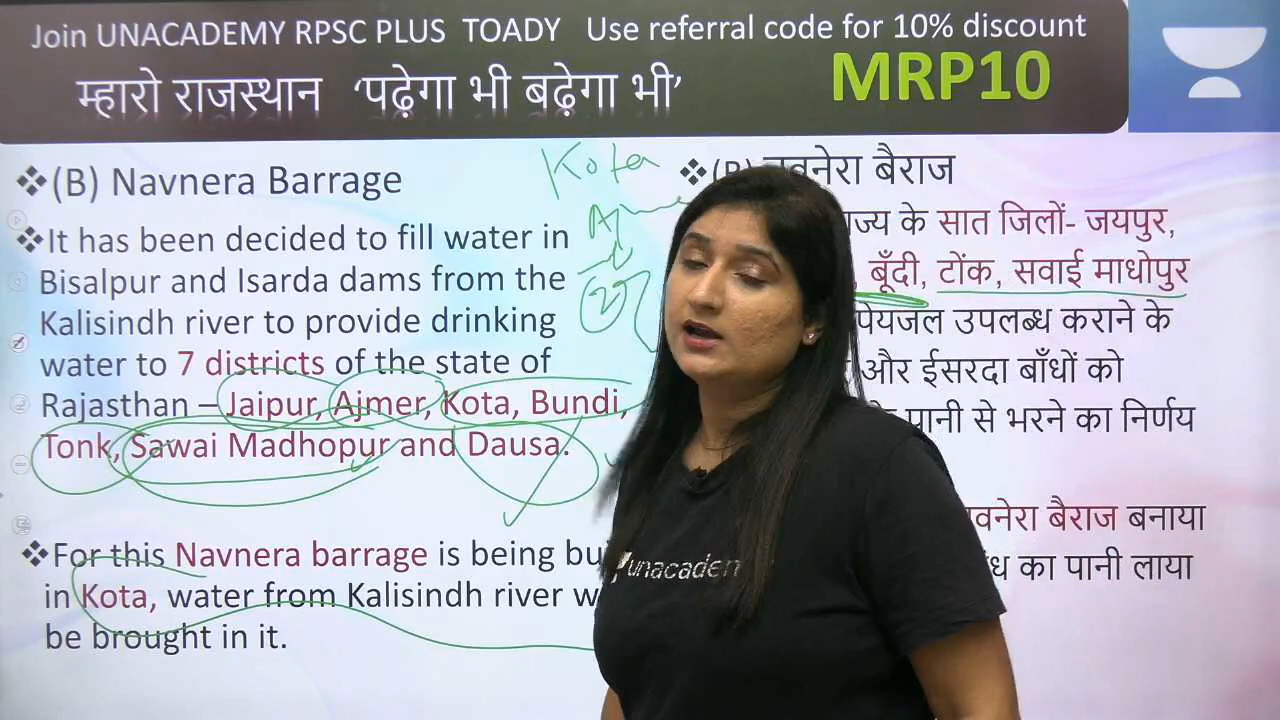 Join UNACADEMY RPSC PLUS TOADY Use referral code for 10% discount
म्हारो राजस्थान ‘पढ़ेगा भी बढ़ेगा भी’ MRP10
❖(B) Navnera Barrage
❖It has been decided to fill water in
Bisalpur and Isarda dams from the
Kalisindh river to provide drinking
water to 7 districts of the state of
Rajasthan – Jaipur, Ajmer, Kota, Bundi,
Tonk, Sawai Madhopur and Dausa.
❖For this Navnera barrage is being
in Kota, water from Kalisindh river
be brought in it.
Kota
2
❖(B) नवनेरा बैराज
के सात जिलों- जयपुर,
बूँदी, टोंक, सवाई माधोपुर
पेयजल उपलब्ध कराने के
और ईसरदा बाँधों को
पानी से भरने का निर्णय
बैराज बनाया
का पानी लाया
unacadem